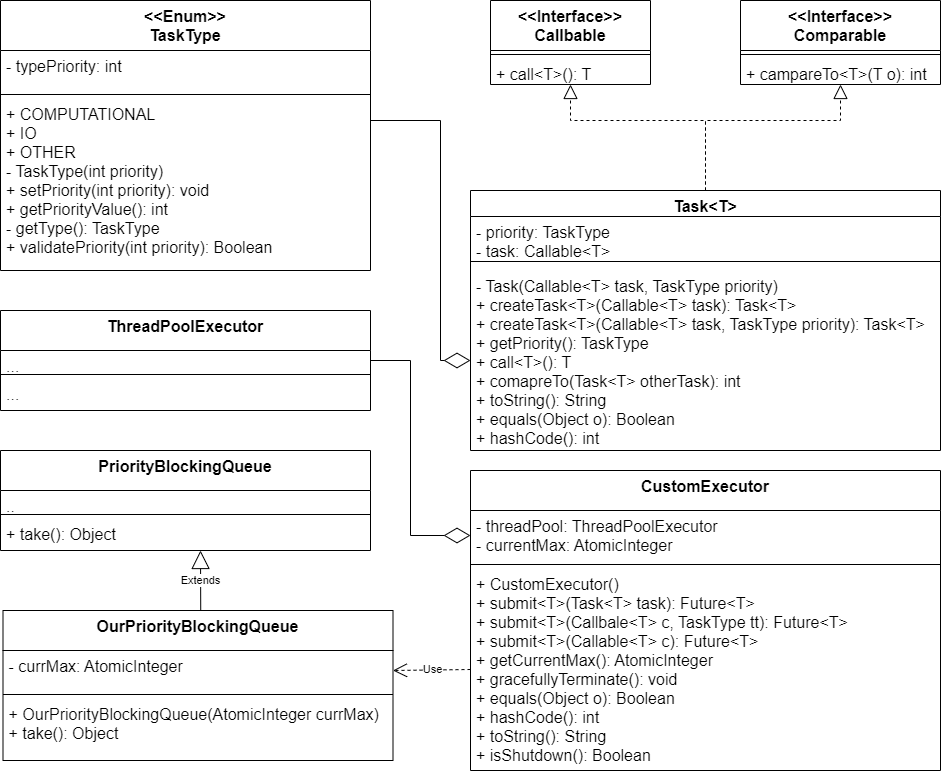 <<Enum>>
TaskType
- typePriority: int
+ COMPUTATIONAL
+ IO
+ OTHER
- TaskType(int priority)
+ setPriority(int priority): void
+ getPriorityValue(): int
- getType(): TaskType
+ validatePriority(int priority): Boolean
<<Interface>>
Callbable
+ call<T>(): T
<<Interface>>
Comparable
+ campareTo<T>(T o): int
Task<T>
- priority: TaskType
- task: Callable<T>
- Task(Callable<T> task, TaskType priority)
+ createTask<T>(Callable<T> task): Task<T>
+ createTask<T>(Callable<T> task, TaskType priority): Task<T>
+ getPriority(): TaskType
+ call<T>(): T
+ comapreTo(Task<T> otherTask): int
+ toString(): String
+ equals(Object o): Boolean
+ hashCode(): int
ThreadPoolExecutor
...
...
PriorityBlockingQueue
..
+ take(): Object
Extends
OurPriorityBlockingQueue
- currMax: AtomicInteger
+ OurPriorityBlockingQueue(AtomicInteger currMax)
+ take(): Object
Use
CustomExecutor
- threadPool: ThreadPoolExecutor
- currentMax: AtomicInteger
+ CustomExecutor()
+ submit<T>(Task<T> task): Future<T>
+ submit<T>(Callbale<T> c, TaskType tt): Future<T>
+ submit<T>(Callable<T> c): Future<T>
+ getCurrentMax(): AtomicInteger
+ gracefullyTerminate(): void
+ equals(Object o): Boolean
+ hashCode(): int
+ toString(): String
+ isShutdown(): Boolean